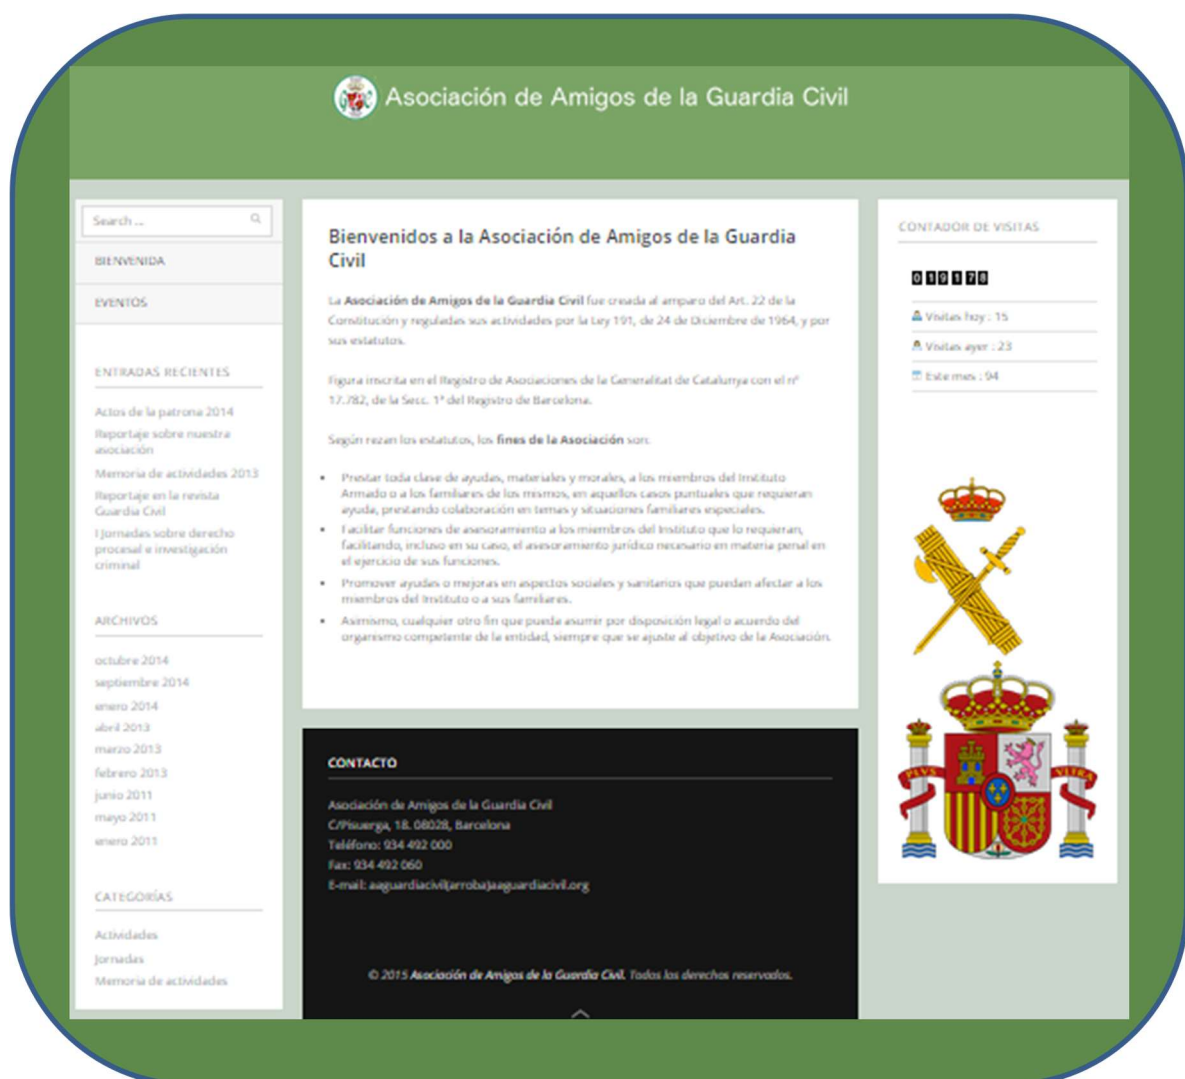 Asociación de Amigos de la Guardia Civil
Search ...
BIENVENIDA
EVENTOS
ENTRADAS RECIENTES
Actos de la patrona 2014
Reportaje sobre nuestra
asociación
Memoria de actividades 2013
Reportaje en la revista
Guardia Civil
I Jornadas sobre derecho
procesal e investigación
criminal
ARCHIVOS
octubre 2014
septiembre 2014
enero 2014
abril 2013
marzo 2013
febrero 2013
junio 2011
mayo 2011
enero 2011
CATEGORÍAS
Actividades
Jornadas
Memoria de actividades
Bienvenidos a la Asociación de Amigos de la Guardia
Civil
La Asociación de Amigos de la Guardia Civil fue creada al amparo del Art. 22 de la
Constitución y reguladas sus actividades por la Ley 191, de 24 de Diciembre de 1964, y por
sus estatutos.
Figura inscrita en el Registro de Asociaciones de la Generalitat de Catalunya con el nº
17.782, de la Secc. 1ª del Registro de Barcelona.
Según rezan los estatutos, los fines de la Asociación son:
• Prestar toda clase de ayudas, materiales y morales, a los miembros del Instituto
Armado o a los familiares de los mismos, en aquellos casos puntuales que requieran
ayuda, prestando colaboración en temas y situaciones familiares especiales.
• Facilitar funciones de asesoramiento a los miembros del Instituto que lo requieran,
facilitando, incluso en su caso, el asesoramiento jurídico necesario en materia penal en
el ejercicio de sus funciones.
• Promover ayudas o mejoras en aspectos sociales y sanitarios que puedan afectar a los
miembros del Instituto o a sus familiares.
• Asimismo, cualquier otro fin que pueda asumir por disposición legal o acuerdo del
organismo competente de la entidad, siempre que se ajuste al objetivo de la Asociación.
CONTACTO
Asociación de Amigos de la Guardia Civil
C/Pisuerga, 18. 08028, Barcelona
Teléfono: 934 492 000
Fax: 934 492 060
E-mail: aaguardiacivil(arroba)aaguardiacivil.org
© 2015 Asociación de Amigos de la Guardia Civil. Todos los derechos reservados.
CONTADOR DE VISITAS
019178
Visitas hoy : 15
Visitas ayer : 23
Este mes : 94
PLVS VLTRA